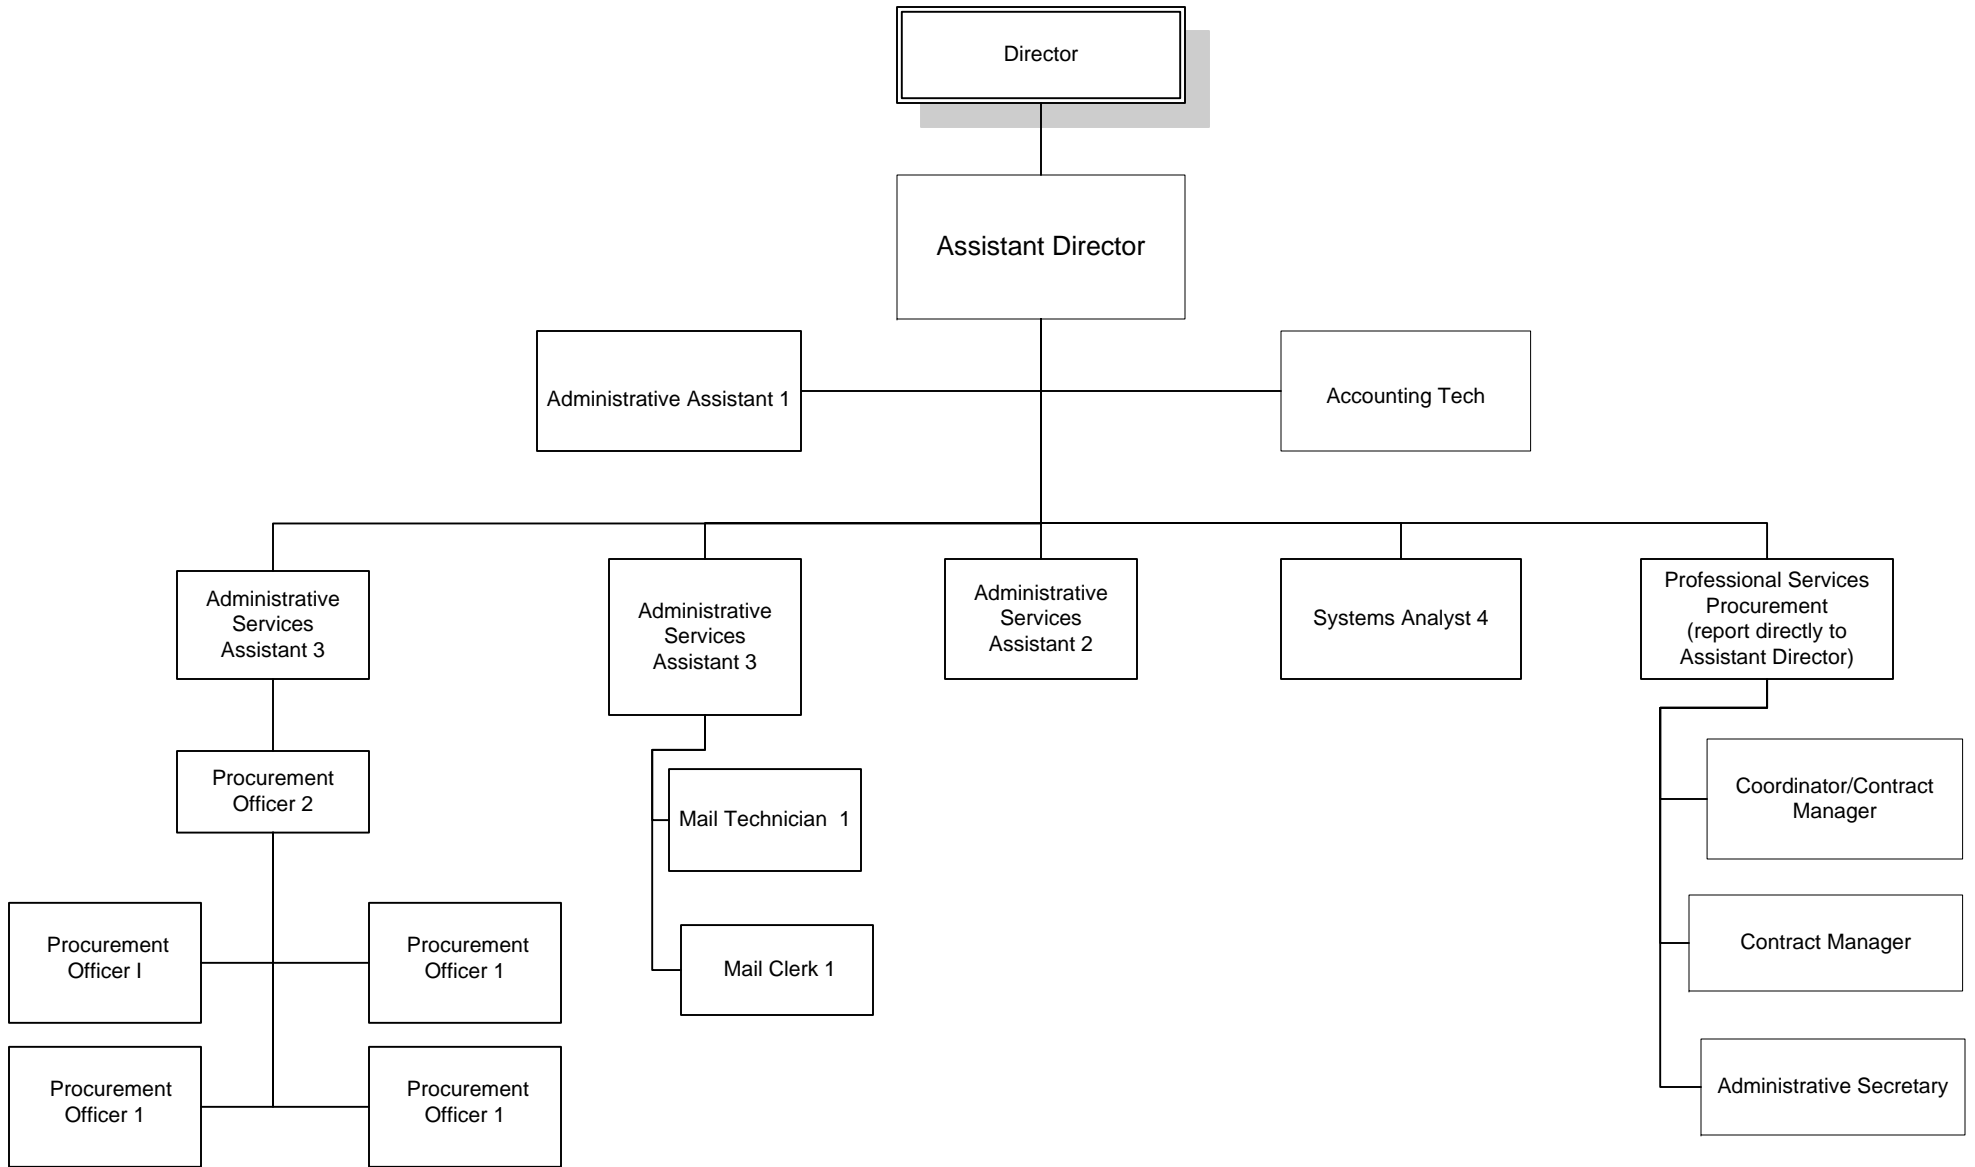 Director
Assistant Director
Administrative Assistant 1
Accounting Tech
Administrative
Services
Assistant 3
Administrative
Services
Assistant 3
Administrative
Services
Assistant 2
Systems Analyst 4
Professional Services
Procurement
(report directly to
Assistant Director)
Procurement
Officer 2
Mail Technician  1
Coordinator/Contract
Manager
Procurement
Officer I
Procurement
Officer 1
Mail Clerk 1
Contract Manager
Procurement
Officer 1
Procurement
Officer 1
Administrative Secretary